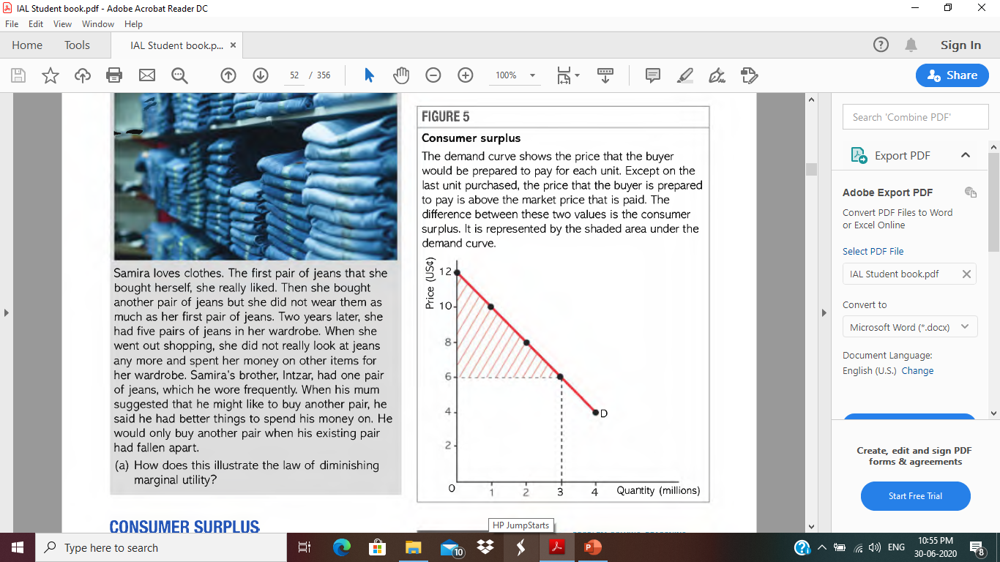 IAL Student book.pdf - Adobe Acrobat Reader DC
File Edit View Window Help
Home Tools IAL Student book.p... ×
Sign In
52 / 356
100%
Share
Samira loves clothes. The first pair of jeans that she
bought herself, she really liked. Then she bought
another pair of jeans but she did not wear them as
much as her first pair of jeans. Two years later, she
had five pairs of jeans in her wardrobe. When she
went out shopping, she did not really look at jeans
any more and spent her money on other items for
her wardrobe. Samira's brother, Intzar, had one pair
of jeans, which he wore frequently. When his mum
suggested that he might like to buy another pair, he
said he had better things to spend his money on. He
would only buy another pair when his existing pair
had fallen apart.
(a) How does this illustrate the law of diminishing
marginal utility?
CONSUMER SURPLUS
FIGURE 5
Consumer surplus
The demand curve shows the price that the buyer
would be prepared to pay for each unit. Except on the
last unit purchased, the price that the buyer is prepared
to pay is above the market price that is paid. The
difference between these two values is the consumer
surplus. It is represented by the shaded area under the
demand curve.
Price (US¢)
12
10
8
6
4
2
D
0 1 2 3 4 Quantity (millions)
HP JumpStarts
Search 'Combine PDF'
Export PDF
Adobe Export PDF
Convert PDF Files to Word
or Excel Online
Select PDF File
IAL Student book.pdf
Convert to
Microsoft Word (*.docx)
Document Language:
English (U.S.) Change
Create, edit and sign PDF
forms & agreements
Start Free Trial
Type here to search
10
ENG
10:55 PM
30-06-2020
8